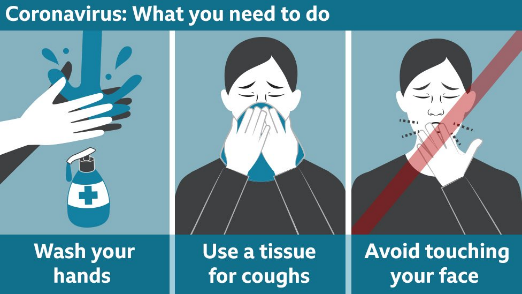 Coronavirus: What you need to do
Wash your
hands
Use a tissue
for coughs
Avoid touching
your face